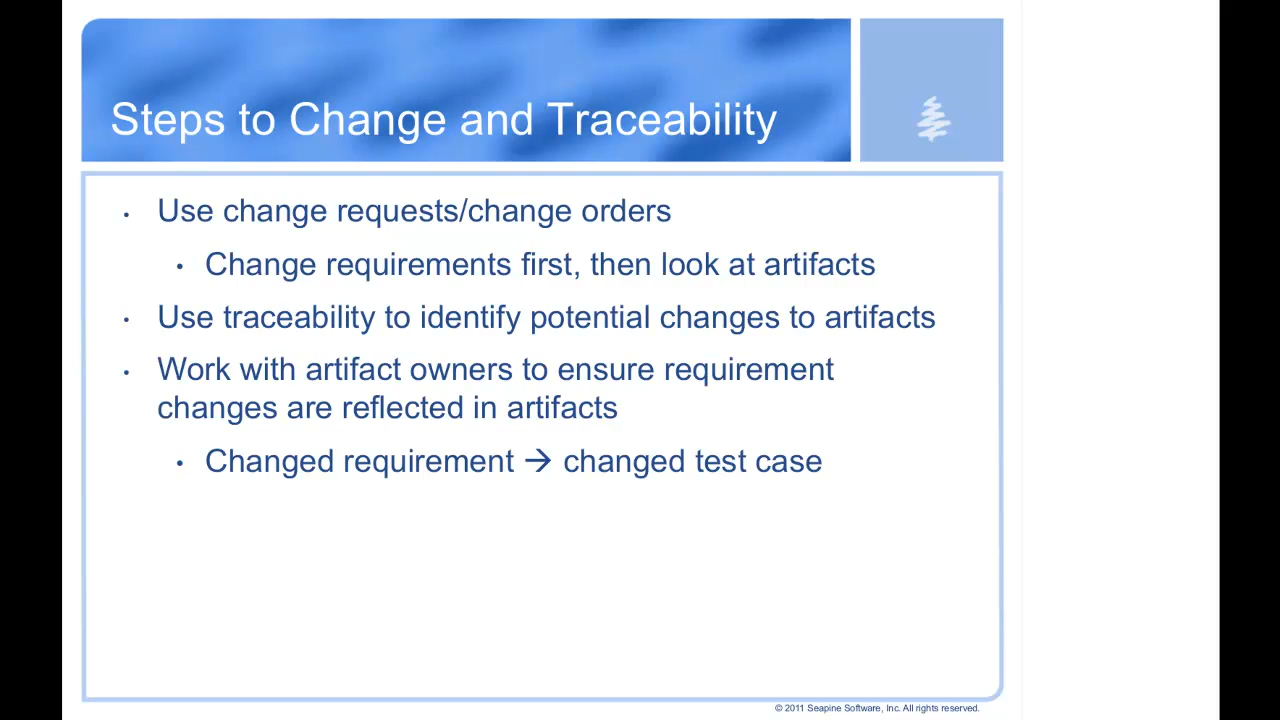 Steps to Change and Traceability
• Use change requests/change orders
• Change requirements first, then look at artifacts
• Use traceability to identify potential changes to artifacts
• Work with artifact owners to ensure requirement
changes are reflected in artifacts
• Changed requirement → changed test case
© 2011 Seapine Software, Inc. All rights reserved.